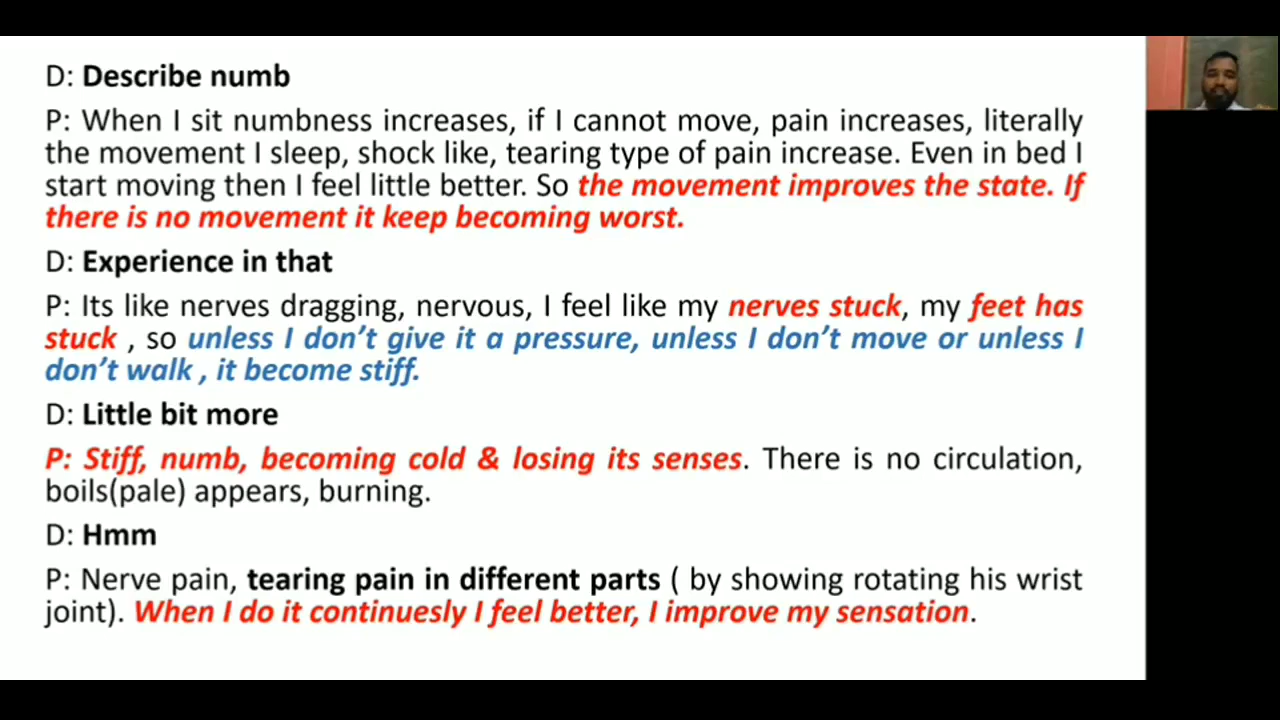 D: Describe numb
P: When I sit numbness increases, if I cannot move, pain increases, literally
the movement I sleep, shock like, tearing type of pain increase. Even in bed I
start moving then I feel little better. So the movement improves the state. If
there is no movement it keep becoming worst.
D: Experience in that
P: Its like nerves dragging, nervous, I feel like my nerves stuck, my feet has
stuck , so unless I don’t give it a pressure, unless I don’t move or unless I
don’t walk , it become stiff.
D: Little bit more
P: Stiff, numb, becoming cold & losing its senses. There is no circulation,
boils(pale) appears, burning.
D: Hmm
P: Nerve pain, tearing pain in different parts ( by showing rotating his wrist
joint). When I do it continuesly I feel better, I improve my sensation.